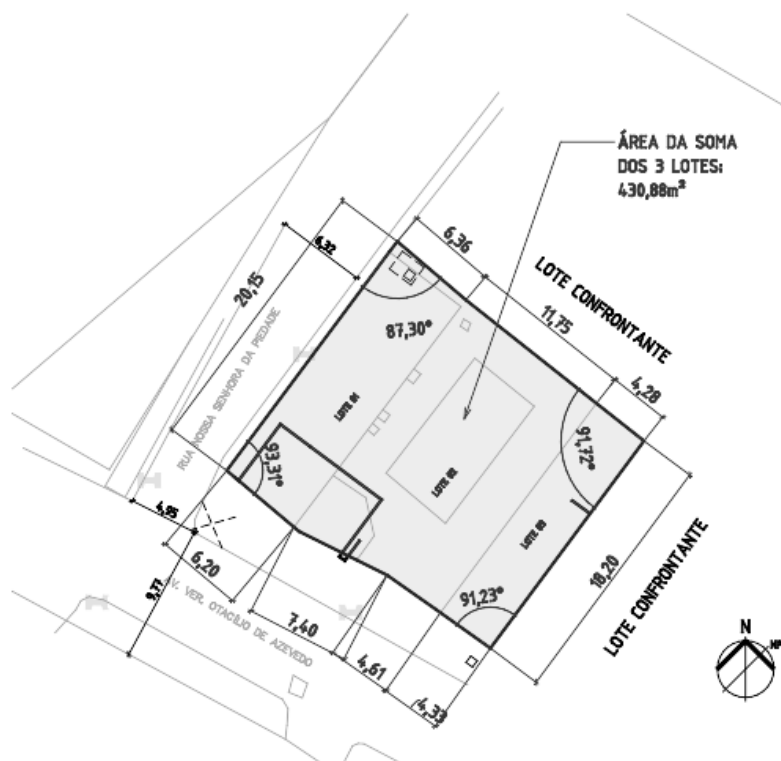 ÁREA DA SOMA
DOS 3 LOTES:
430,88m²
6,36
6,32
LOTE CONFRONTANTE
20,15
11,75
87,30°
4,28
RUA NOSSA SENHORA DA PIEDADE
LOTE 01
91,72°
93,31°
LOTE 02
4,95
LOTE 03
18,20
LOTE CONFRONTANTE
6,20
9,77
91,23°
AV. VER. OTACÍLIO DE AZEVEDO
7,40
4,61
4,33
N